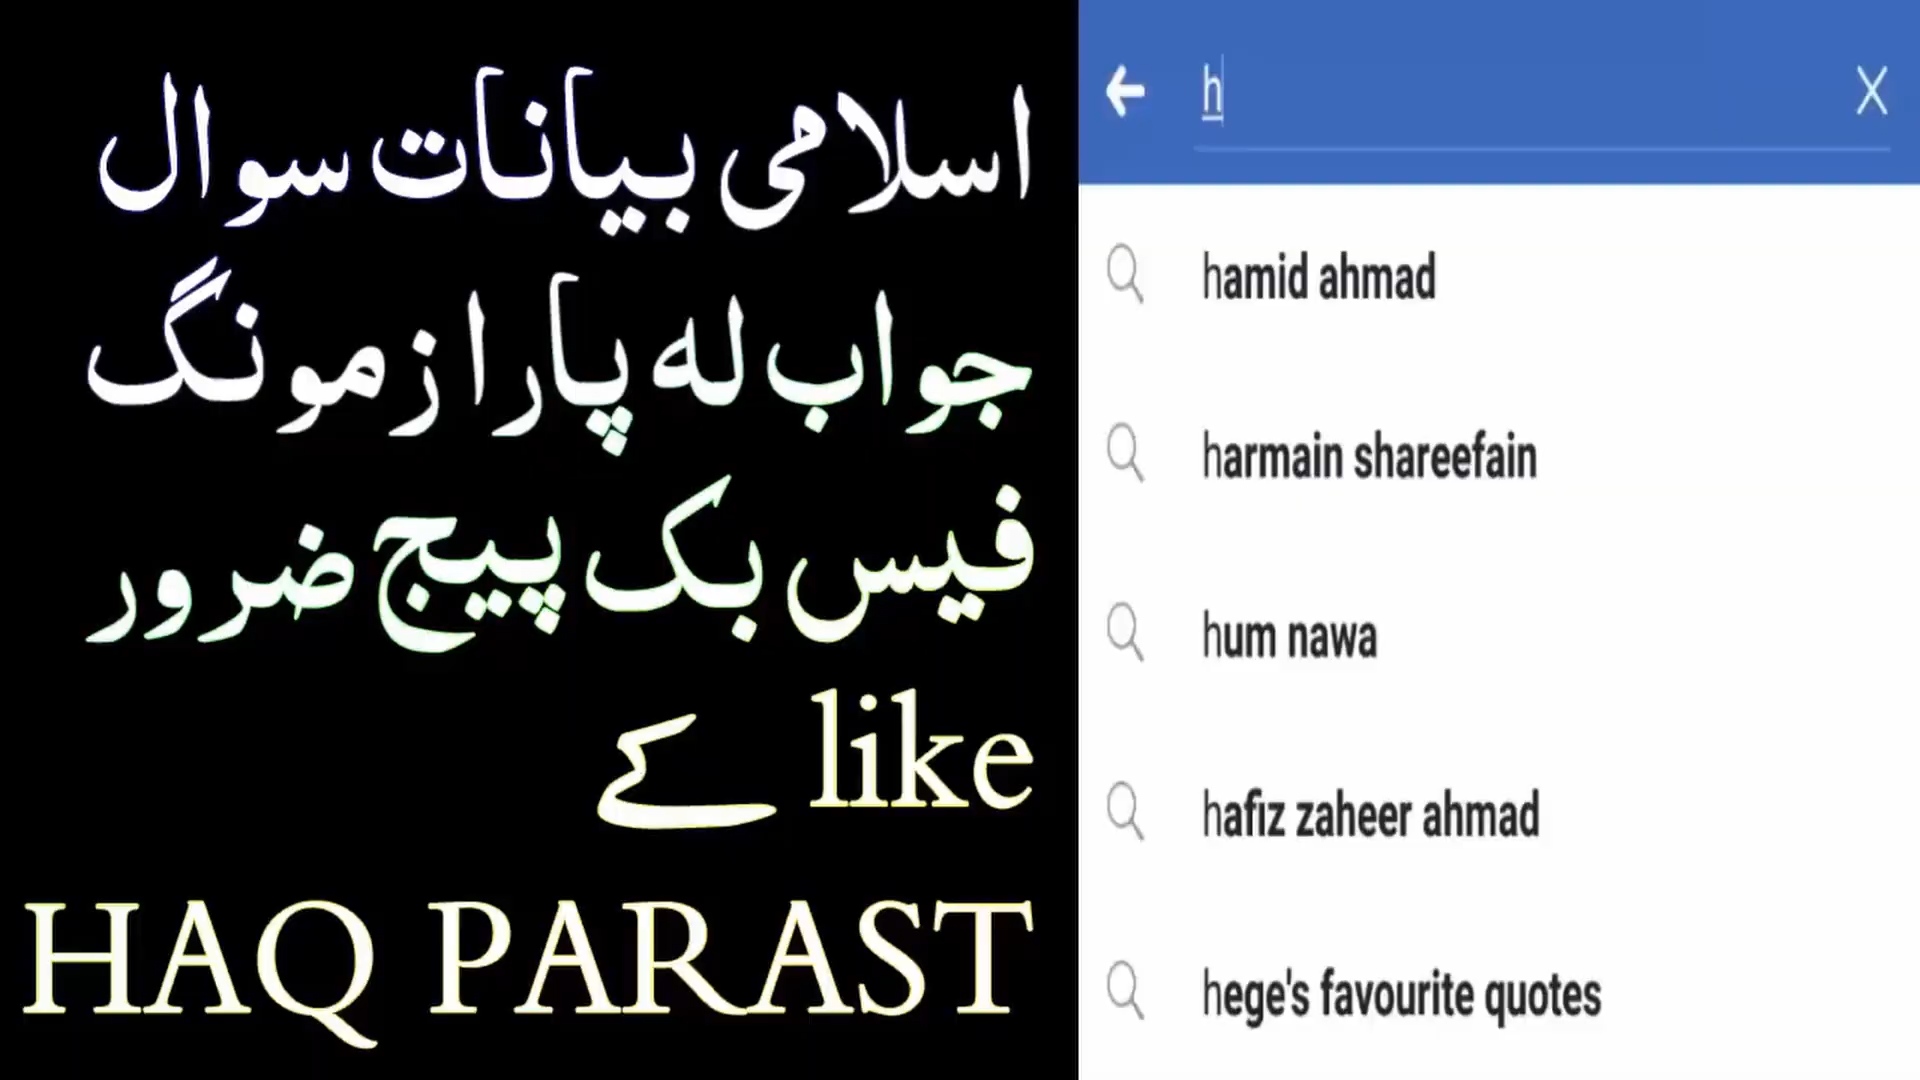 اسلامی بیانات سوال
جواب له پارا زمونگ
فیس بک پیج ضرور
like کے
HAQ PARAST
h
hamid ahmad
harmain shareefain
hum nawa
hafiz zaheer ahmad
hege's favourite quotes